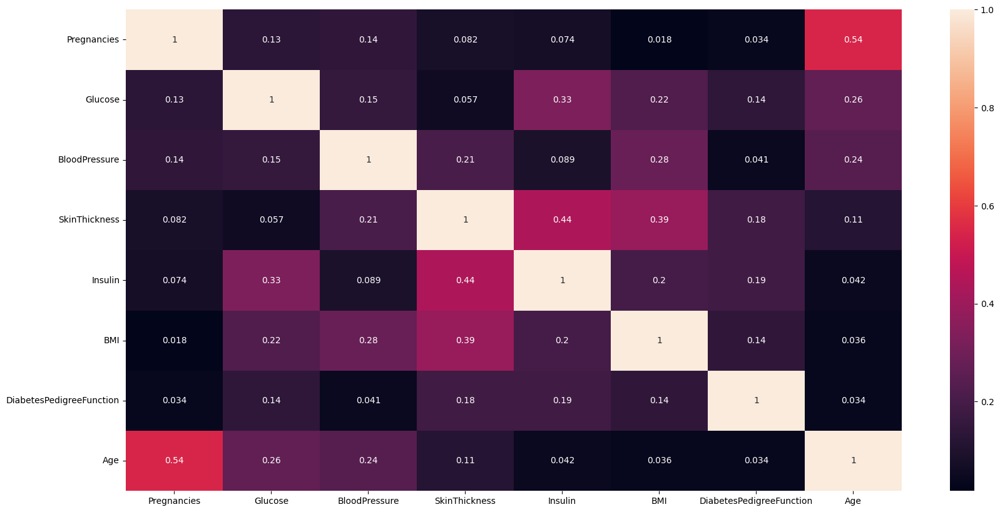 Pregnancies 1 0.13 0.14 0.082 0.074 0.018 0.034 0.54
Glucose 0.13 1 0.15 0.057 0.33 0.22 0.14 0.26
BloodPressure 0.14 0.15 1 0.21 0.089 0.28 0.041 0.24
SkinThickness 0.082 0.057 0.21 1 0.44 0.39 0.18 0.11
Insulin 0.074 0.33 0.089 0.44 1 0.2 0.19 0.042
BMI 0.018 0.22 0.28 0.39 0.2 1 0.14 0.036
DiabetesPedigreeFunction 0.034 0.14 0.041 0.18 0.19 0.14 1 0.034
Age 0.54 0.26 0.24 0.11 0.042 0.036 0.034 1
Pregnancies Glucose BloodPressure SkinThickness Insulin BMI DiabetesPedigreeFunction Age
1.0
0.8
0.6
0.4
0.2